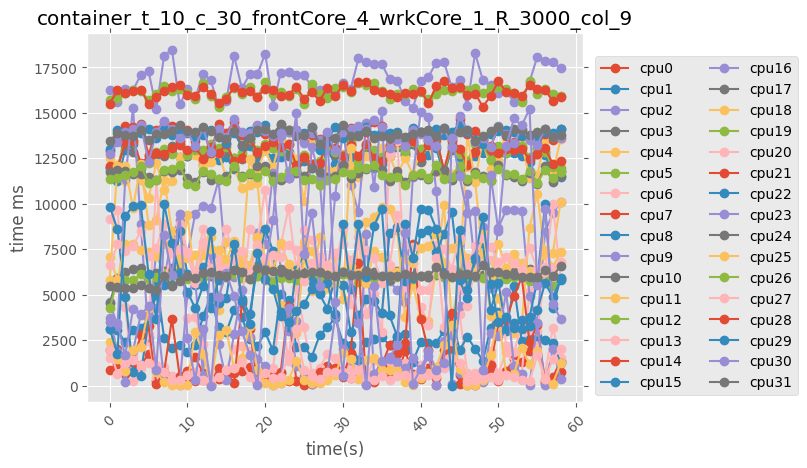 container_t_10_c_30_frontCore_4_wrkCore_1_R_3000_col_9
time ms
17500
15000
12500
10000
7500
5000
2500
0
0
10
20
30
40
50
60
time(s)
cpu0
cpu1
cpu2
cpu3
cpu4
cpu5
cpu6
cpu7
cpu8
cpu9
cpu10
cpu11
cpu12
cpu13
cpu14
cpu15
cpu16
cpu17
cpu18
cpu19
cpu20
cpu21
cpu22
cpu23
cpu24
cpu25
cpu26
cpu27
cpu28
cpu29
cpu30
cpu31